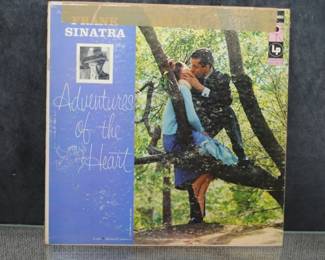 FRANK
SINATRA
Adventures
of the
Heart
LP